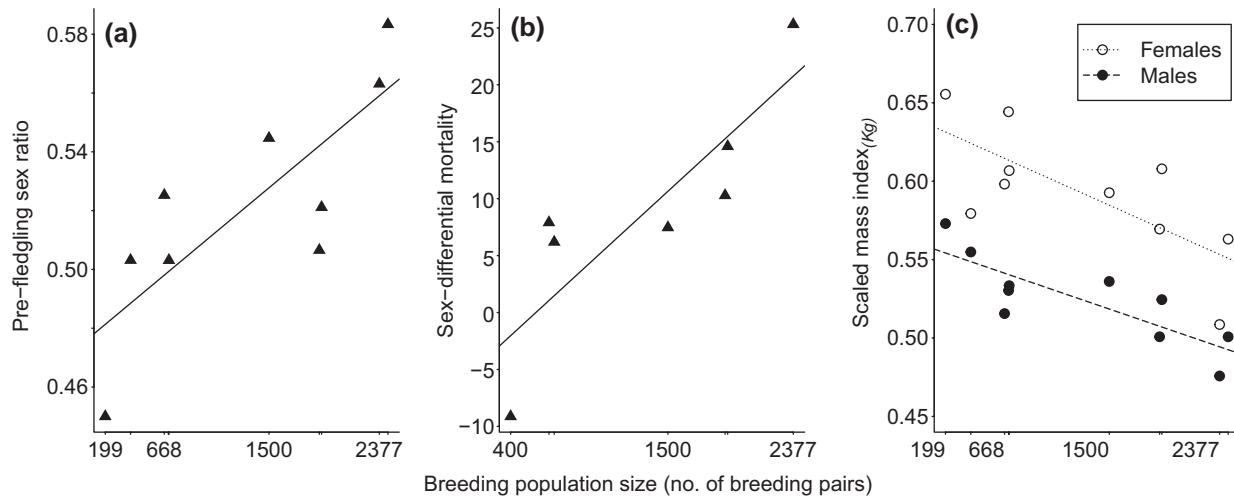 (a)
Pre−fledgling sex ratio
0.58
0.54
0.50
0.46
199 668 1500 2377
(b)
Sex−differential mortality
25
20
15
10
5
0
−5
−10
400 1500 2377
(c)
Scaled mass index(Kg)
0.70
0.65
0.60
0.55
0.50
0.45
199 668 1500 2377
Females
Males
Breeding population size (no. of breeding pairs)